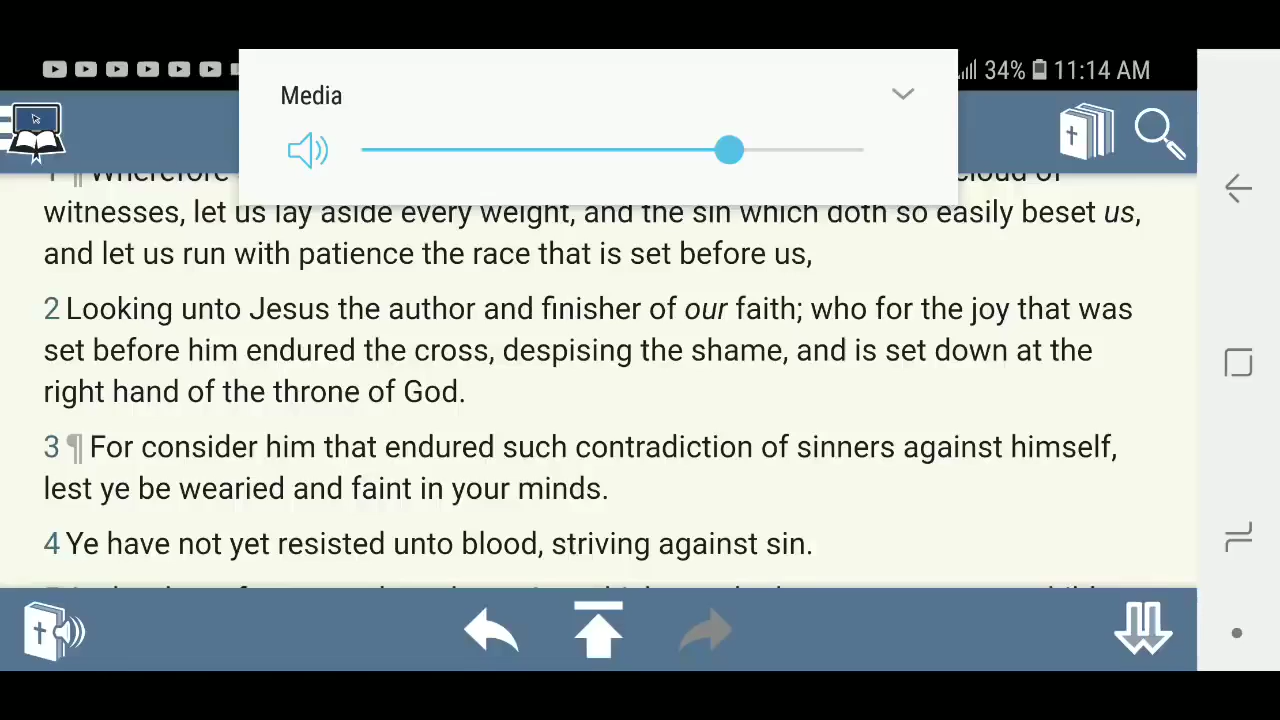 34% 11:14 AM
Media
1 ¶ Wherefore cloud of
witnesses, let us lay aside every weight, and the sin which doth so easily beset us,
and let us run with patience the race that is set before us,
2 Looking unto Jesus the author and finisher of our faith; who for the joy that was
set before him endured the cross, despising the shame, and is set down at the
right hand of the throne of God.
3 ¶ For consider him that endured such contradiction of sinners against himself,
lest ye be wearied and faint in your minds.
4 Ye have not yet resisted unto blood, striving against sin.